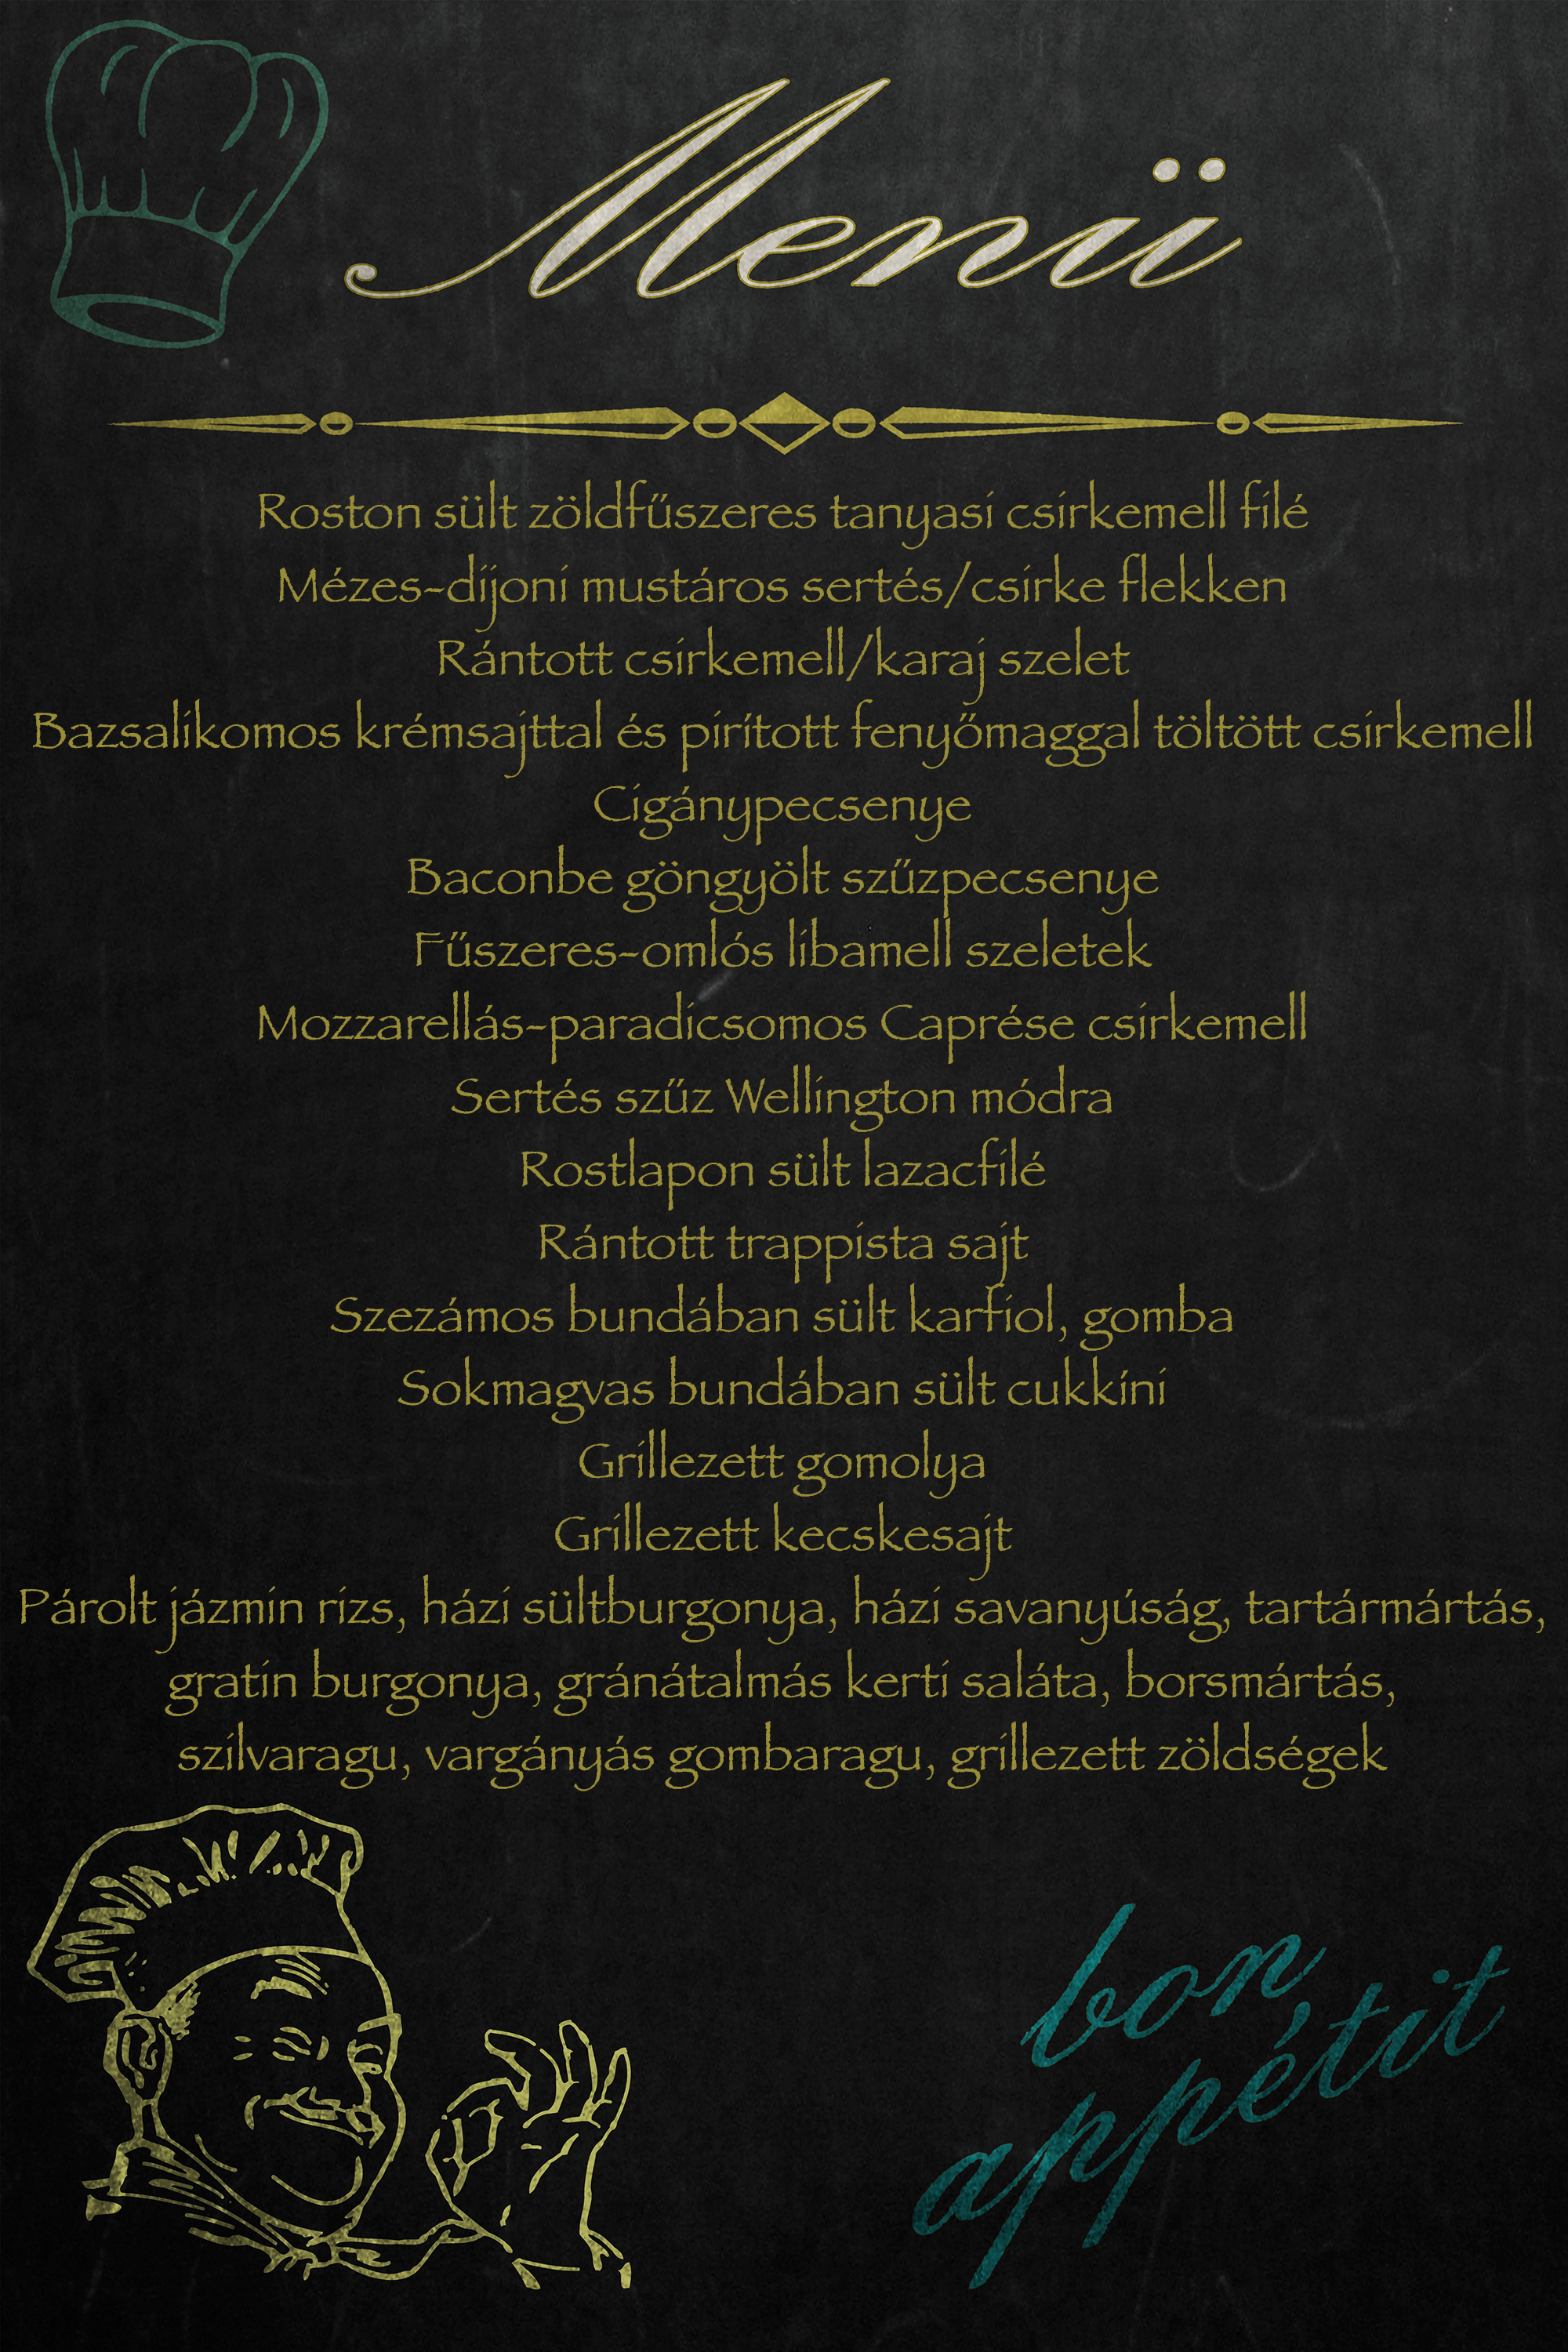 Menü
Roston sült zöldfűszeres tanyasi csirkemell filé
Mézes-dijoni mustáros sertés/csirke flekken
Rántott csirkemell/karaj szelet
Bazsalikomos krémsajttal és pirított fenyőmaggal töltött csirkemell
Cigánypecsenye
Baconbe göngyölt szűzpecsenye
Fűszeres-omlós libamell szeletek
Mozzarellás-paradicsomos Caprése csirkemell
Sertés szűz Wellington módra
Rostlapon sült lazacfilé
Rántott trappista sajt
Szezámos bundában sült karfiol, gomba
Sokmagvas bundában sült cukkíni
Grillezett gomolya
Grillezett kecskesajt
Párolt jázmin rizs, házi sültburgonya, házi savanyúság, tartármártás,
gratin burgonya, gránátalmás kerti saláta, borsmártás,
szilvaragu, vargányás gombaragu, grillezett zöldségek
bon
appétit